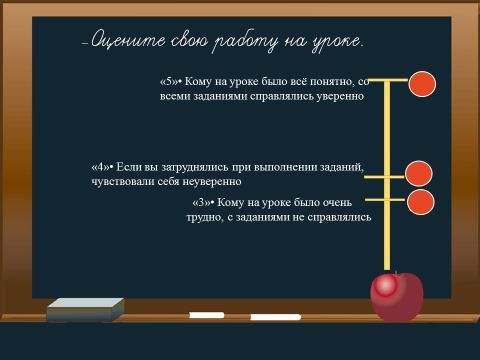 – Оцените свою работу на уроке.
«5»• Кому на уроке было всё понятно, со
всеми заданиями справлялись уверенно
«4»• Если вы затруднялись при выполнении заданий,
чувствовали себя неуверенно
«3»• Кому на уроке было очень
трудно, с заданиями не справлялись